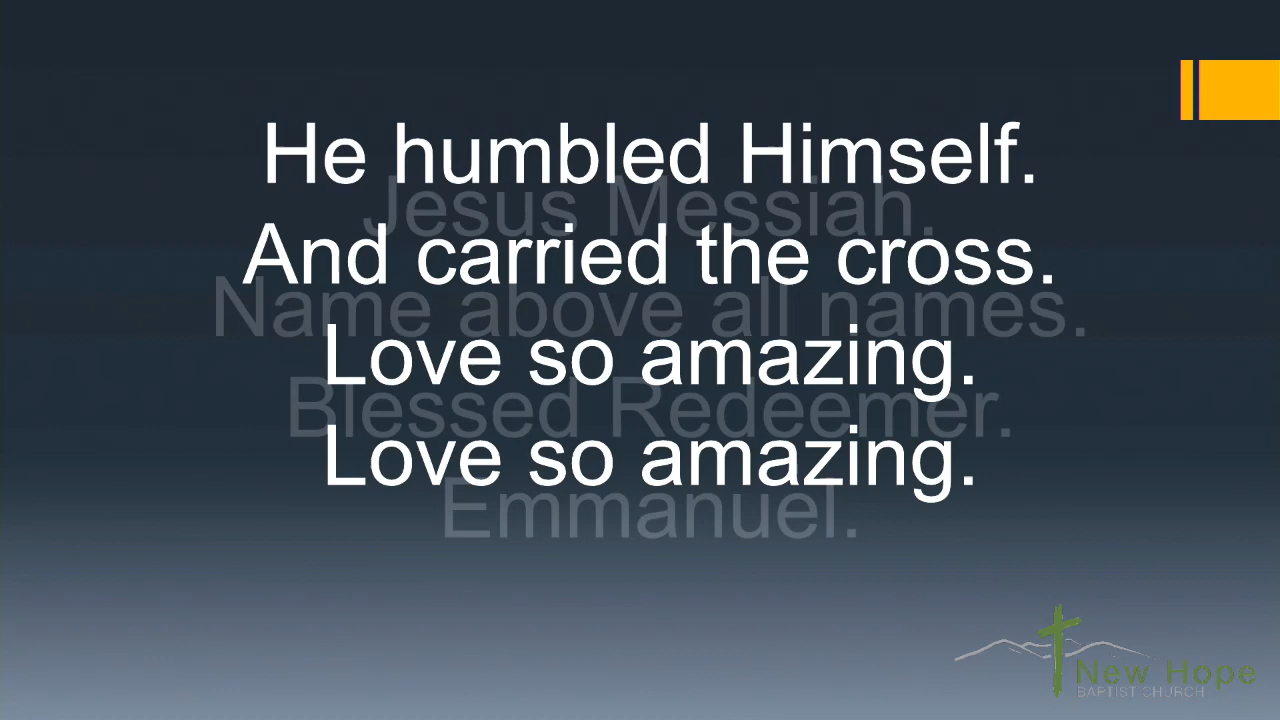 He humbled Himself.
Jesus Messiah.
And carried the cross.
Name above all names.
Love so amazing.
Blessed Redeemer.
Love so amazing.
Emmanuel.
New Hope
BAPTIST CHURCH